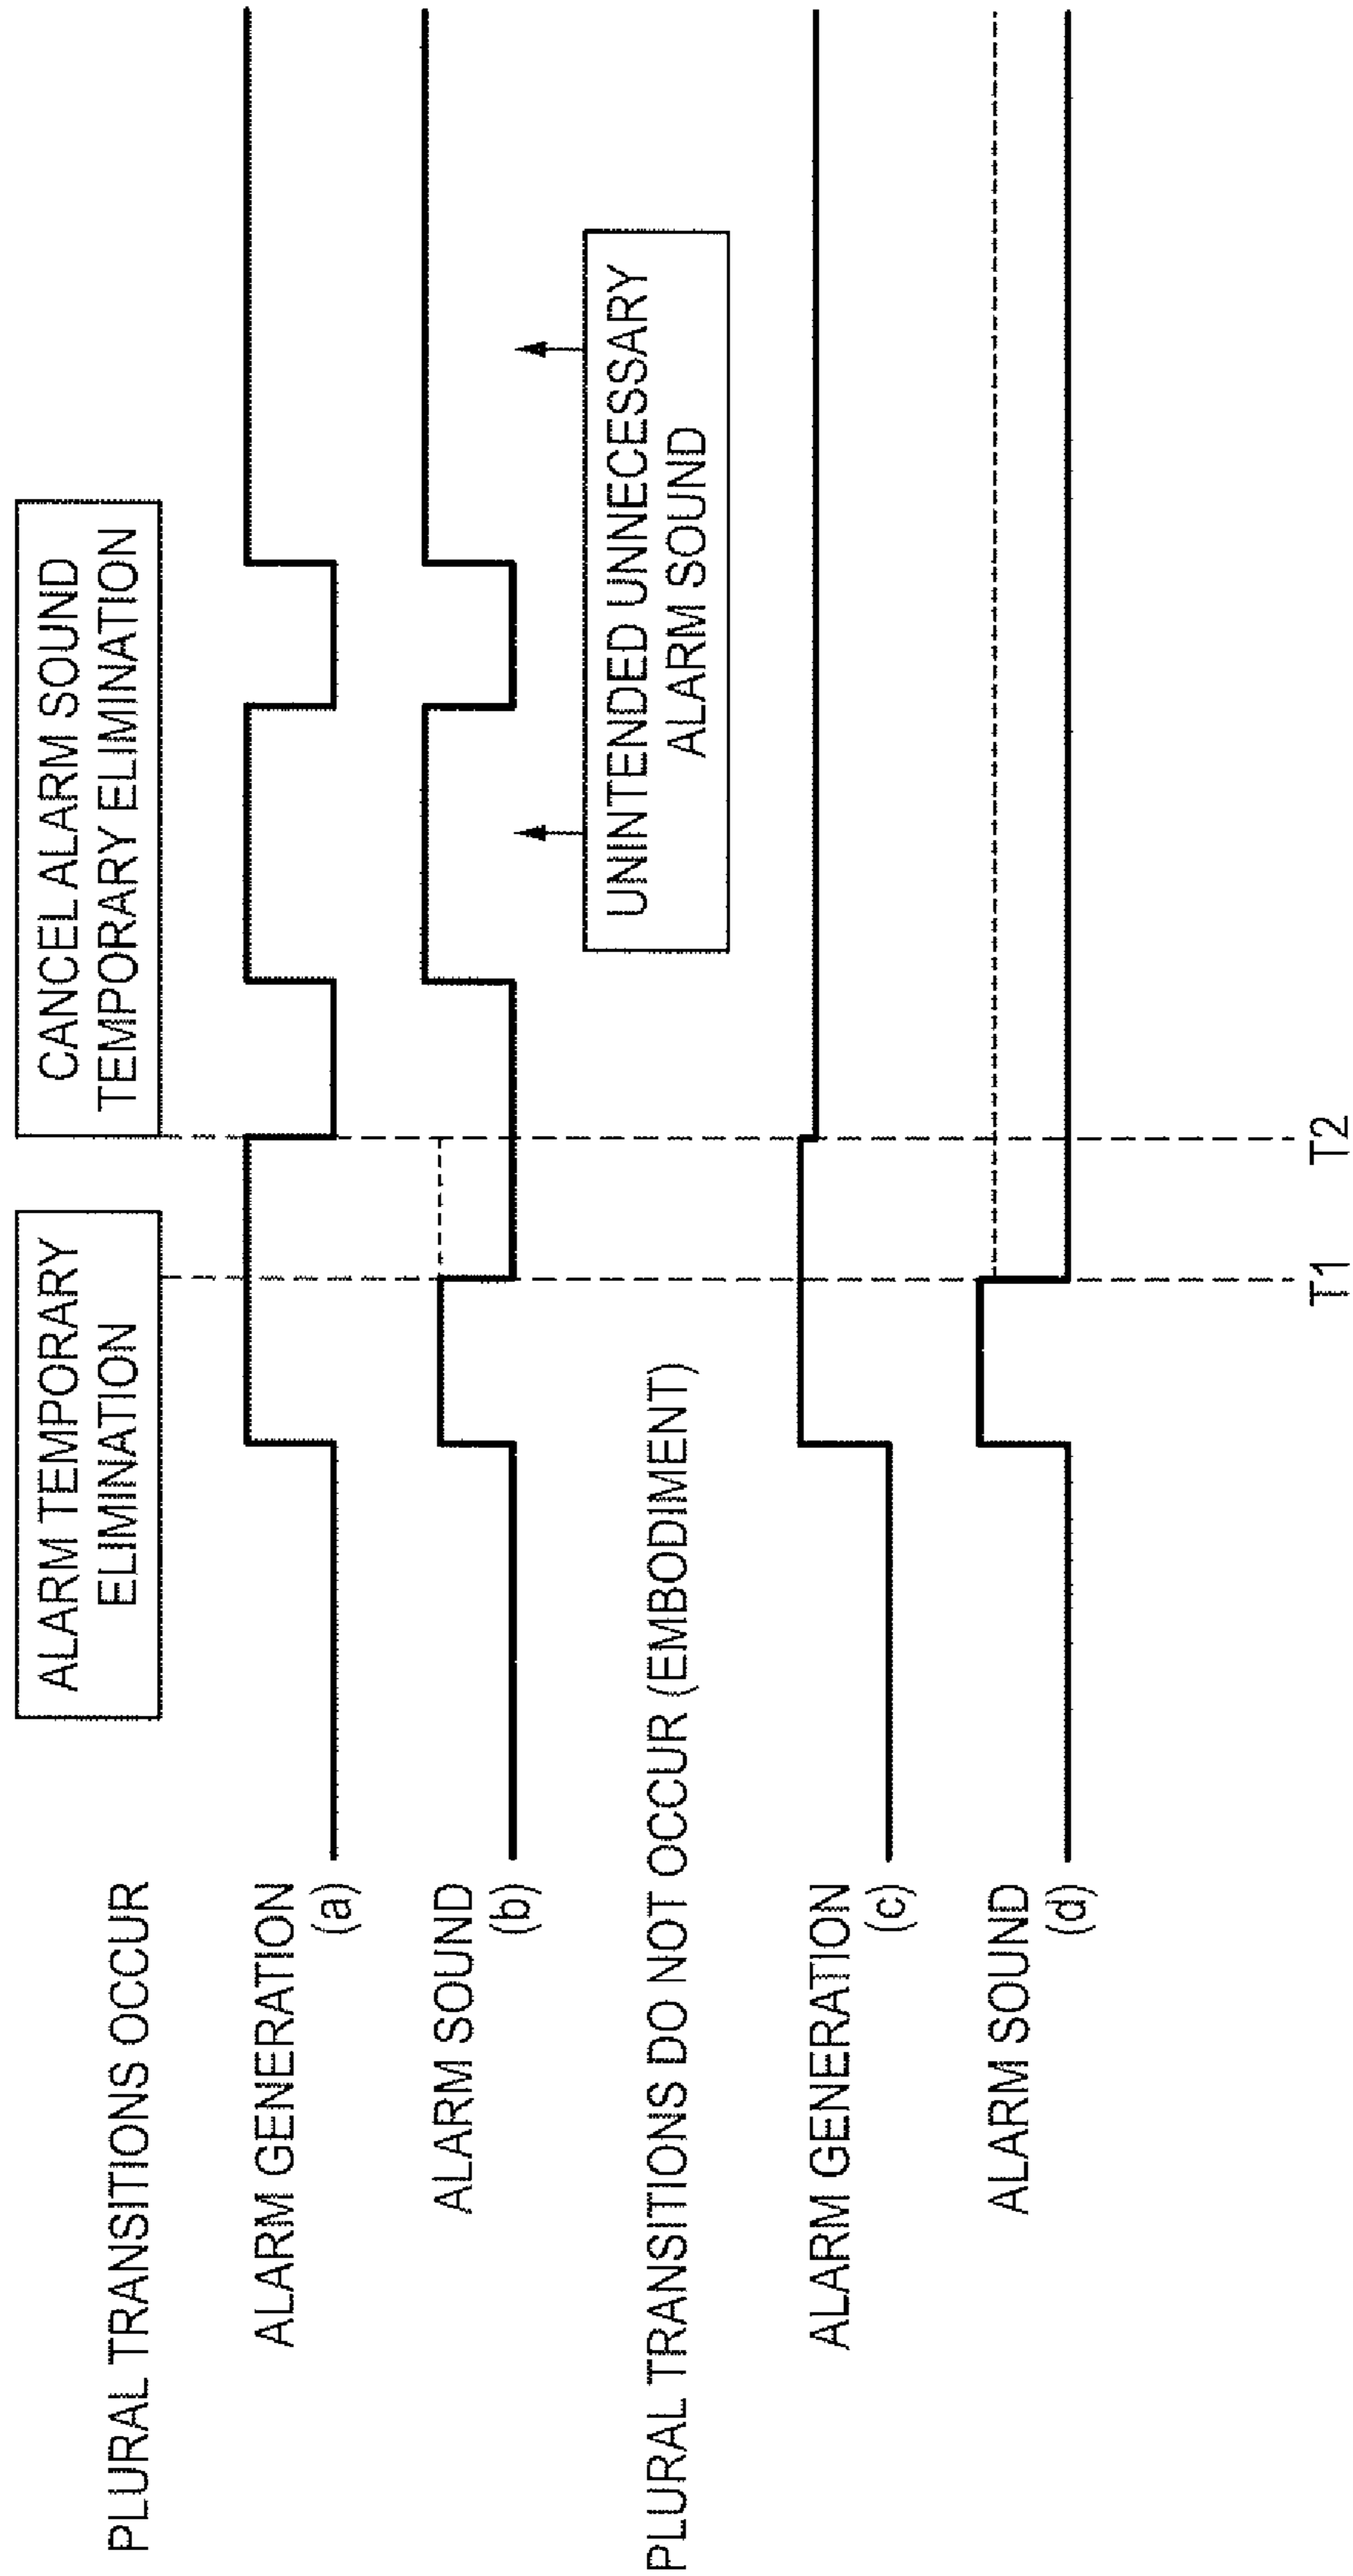 ALARM TEMPORARY
ELIMINATION
CANCEL ALARM SOUND
TEMPORARY ELIMINATION
PLURAL TRANSITIONS OCCUR
ALARM GENERATION
(a)
ALARM SOUND
(b)
UNINTENDED UNNECESSARY
ALARM SOUND
PLURAL TRANSITIONS DO NOT OCCUR (EMBODIMENT)
ALARM GENERATION
(c)
ALARM SOUND
(d)
T1
T2